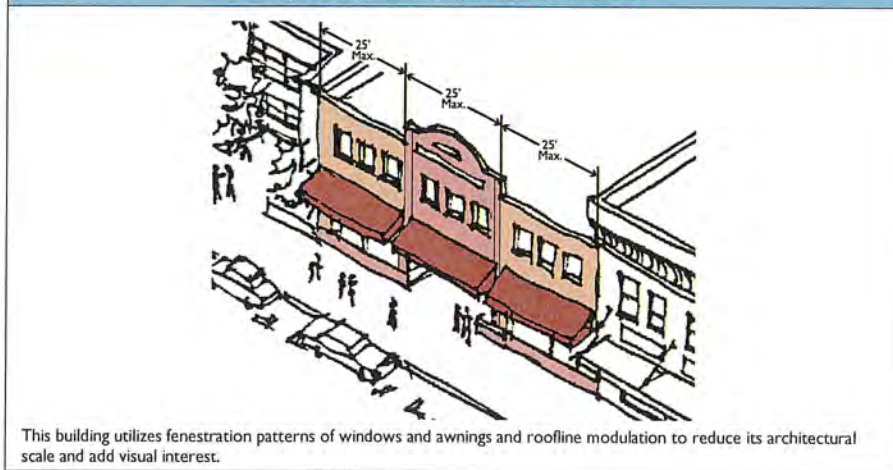 25'
Max.
25'
Max.
25'
Max.
This building utilizes fenestration patterns of windows and awnings and roofline modulation to reduce its architectural
scale and add visual interest.